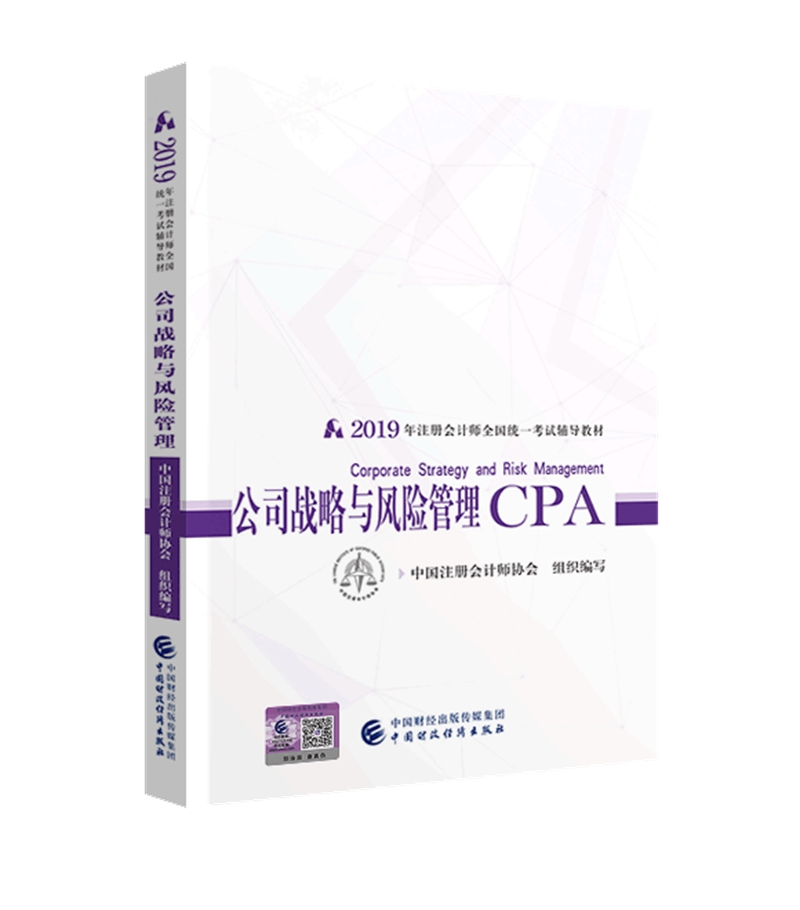 2019
年注册会计师全国
统一考试辅导教材
公司战略与风险管理
中国注册会计师协会 组织编写
中国财经出版传媒集团
中国财政经济出版社
2019年注册会计师全国统一考试辅导教材
Corporate Strategy and Risk Management
公司战略与风险管理 CPA
中国注册会计师协会 组织编写
中国财经出版传媒集团
中国财政经济出版社